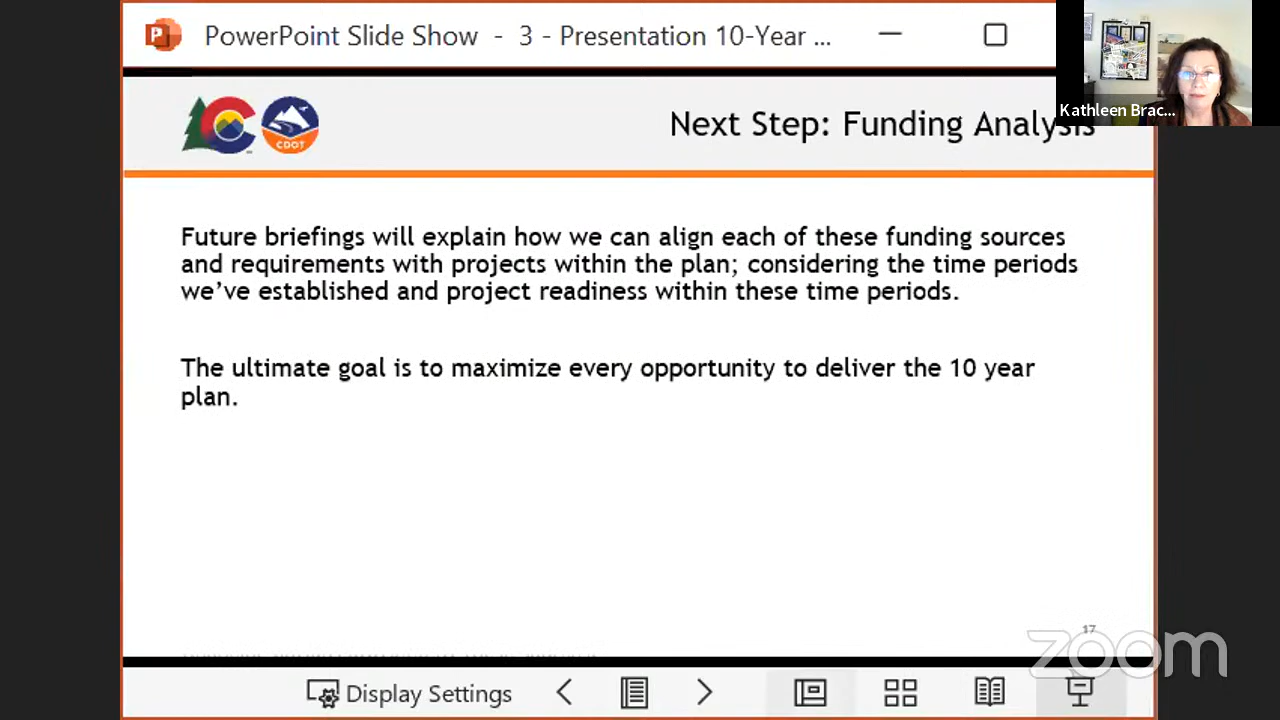 PowerPoint Slide Show - 3 - Presentation 10-Year ...
Kathleen Brac...
CDOT
Next Step: Funding Analysis
Future briefings will explain how we can align each of these funding sources
and requirements with projects within the plan; considering the time periods
we've established and project readiness within these time periods.
The ultimate goal is to maximize every opportunity to deliver the 10 year
plan.
17
zoom
Display Settings